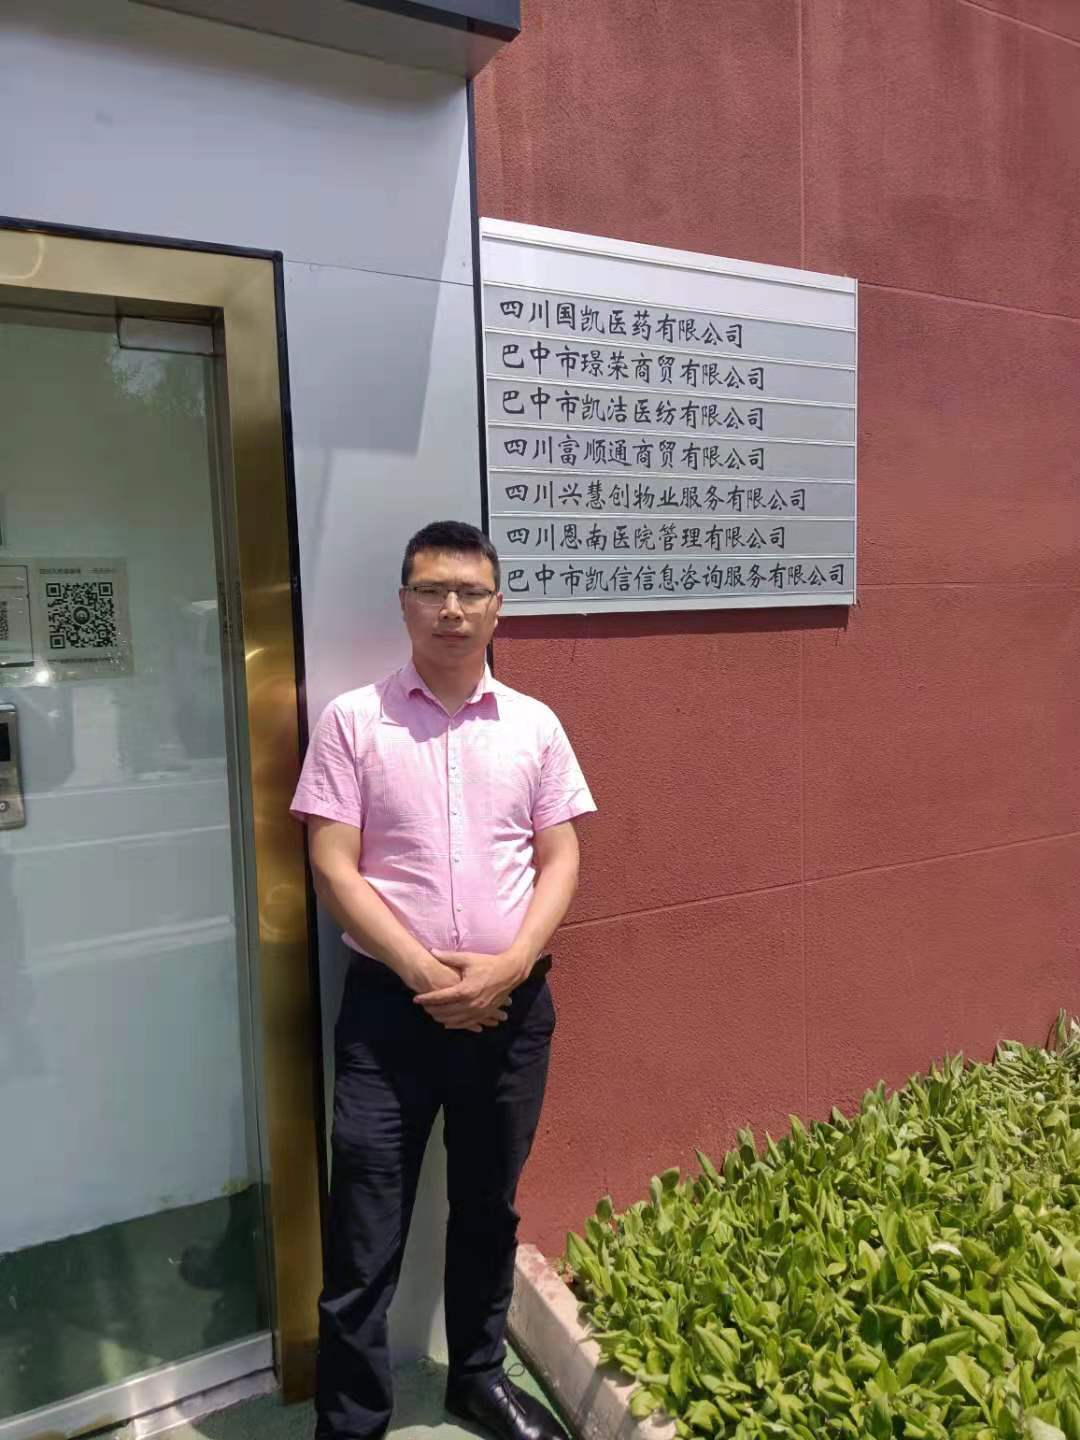 四川国凯医药有限公司
巴中市璟荣商贸有限公司
巴中市凯洁医纺有限公司
四川富顺通商贸有限公司
四川兴慧创物业服务有限公司
四川恩南医院管理有限公司
巴中市凯信信息咨询服务有限公司